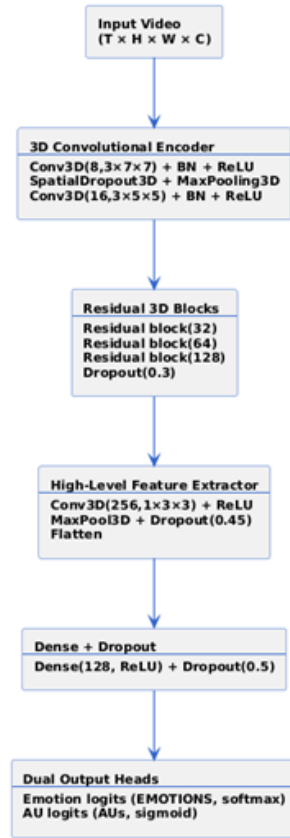 Input Video
(T × H × W × C)
3D Convolutional Encoder
Conv3D(8,3×7×7) + BN + ReLU
SpatialDropout3D + MaxPooling3D
Conv3D(16,3×5×5) + BN + ReLU
Residual 3D Blocks
Residual block(32)
Residual block(64)
Residual block(128)
Dropout(0.3)
High-Level Feature Extractor
Conv3D(256,1×3×3) + ReLU
MaxPool3D + Dropout(0.45)
Flatten
Dense + Dropout
Dense(128, ReLU) + Dropout(0.5)
Dual Output Heads
Emotion logits (EMOTIONS, softmax)
AU logits (AUs, sigmoid)